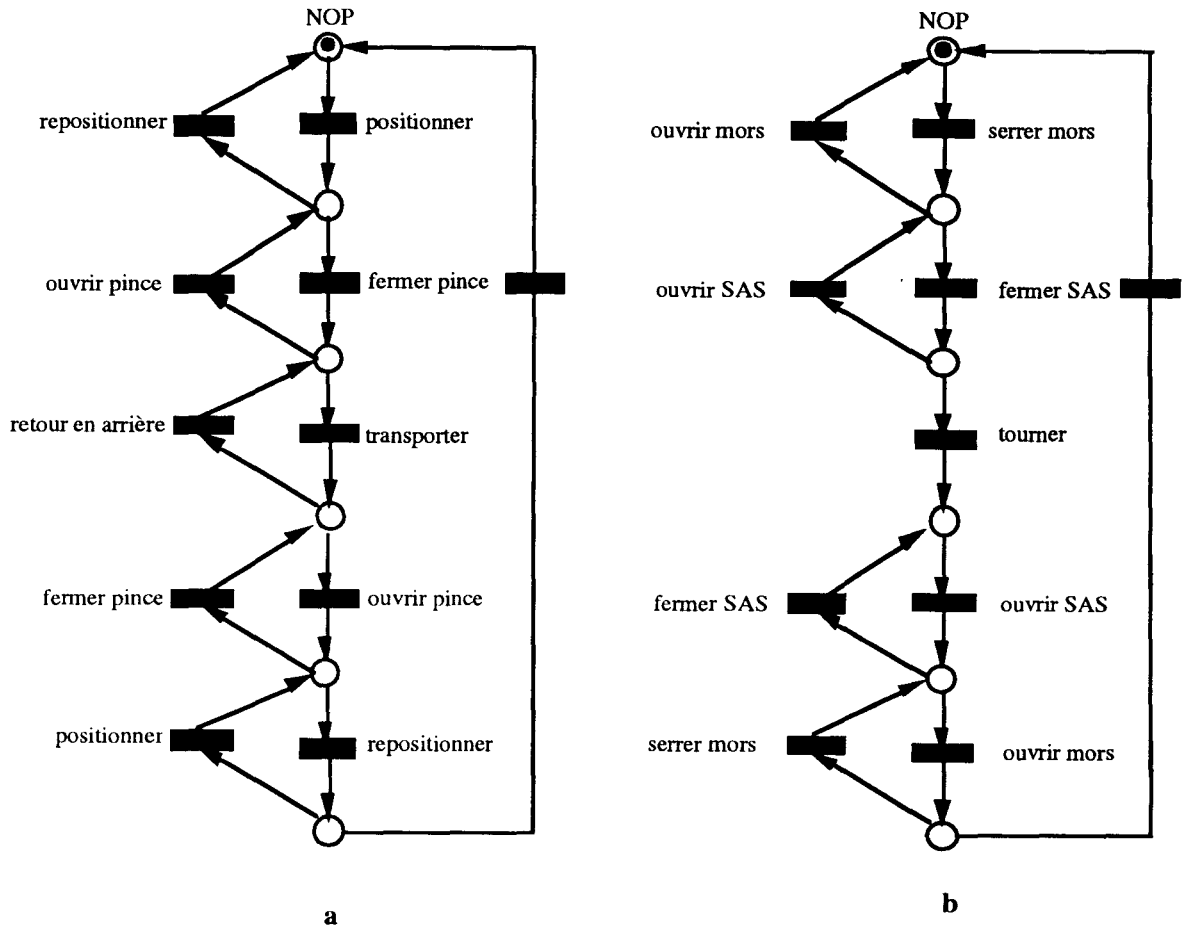 NOP
repositionner
positionner
ouvrir pince
fermer pince
retour en arrière
transporter
fermer pince
ouvrir pince
positionner
repositionner
a
NOP
ouvrir mors
serrer mors
ouvrir SAS
fermer SAS
tourner
fermer SAS
ouvrir SAS
serrer mors
ouvrir mors
b